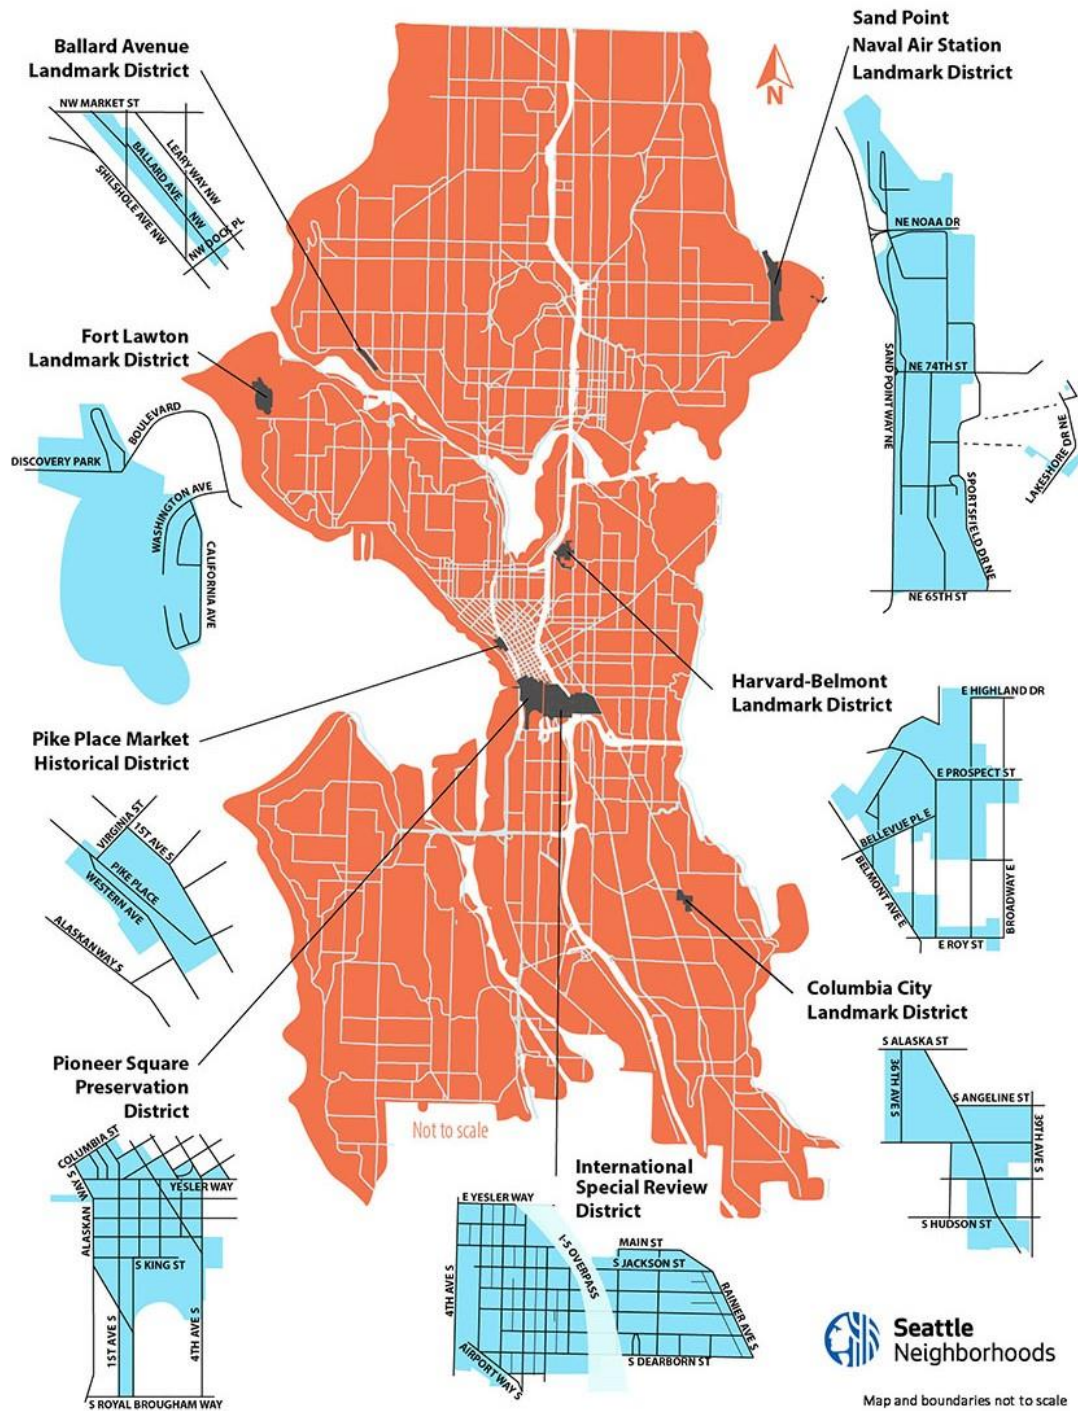 Ballard Avenue
Landmark District
NW MARKET ST
LEARY WAY NW
BALLARD AVE NW
SHILSHOLE AVE NW
NW DOCK PL
Sand Point
Naval Air Station
Landmark District
N
NE NOAA DR
SAND POINT WAY NE
NE 74TH ST
LAKESHORE DR NE
SPORTSFIELD DR NE
NE 65TH ST
Fort Lawton
Landmark District
BOULEVARD
DISCOVERY PARK
WASHINGTON AVE
CALIFORNIA AVE
Harvard-Belmont
Landmark District
E HIGHLAND DR
E PROSPECT ST
BELLEVUE PL E
BELMONT AVE E
BROADWAY E
E ROY ST
Pike Place Market
Historical District
VIRGINIA ST
1ST AVE S
PIKE PLACE
WESTERN AVE
ALASKAN WAY S
Columbia City
Landmark District
S ALASKA ST
36TH AVE S
S ANGELINE ST
39TH AVE S
S HUDSON ST
Pioneer Square
Preservation
District
COLUMBIA ST
YESLER WAY
ALASKAN WAY S
S KING ST
1ST AVE S
4TH AVE S
S ROYAL BROUGHAM WAY
Not to scale
International
Special Review
District
E YESLER WAY
I-5 OVERPASS
MAIN ST
S JACKSON ST
4TH AVE S
RAINIER AVE S
AIRPORT WAY S
S DEARBORN ST
Seattle
Neighborhoods
Map and boundaries not to scale